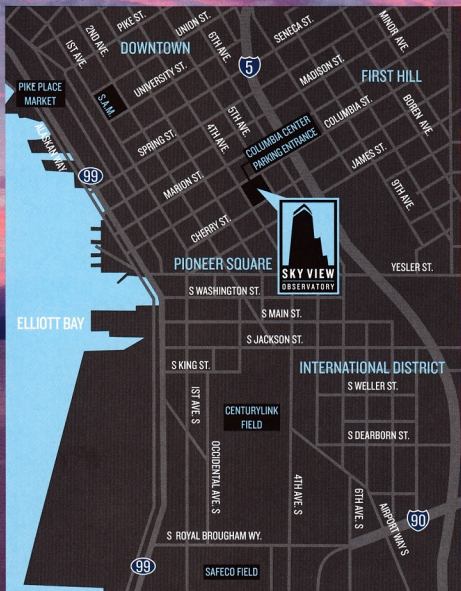 PIKE ST.
UNION ST.
SENECA ST.
MINOR AVE.
2ND AVE.
1ST AVE.
DOWNTOWN
6TH AVE.
5
MADISON ST.
FIRST HILL
UNIVERSITY ST.
PIKE PLACE
MARKET
S.A.M.
5TH AVE.
COLUMBIA ST.
BOREN AVE.
ALASKAN WAY
SPRING ST.
4TH AVE.
COLUMBIA CENTER
PARKING ENTRANCE
JAMES ST.
99
MARION ST.
9TH AVE.
CHERRY ST.
PIONEER SQUARE
SKY VIEW
OBSERVATORY
YESLER ST.
S WASHINGTON ST.
S MAIN ST.
ELLIOTT BAY
S JACKSON ST.
S KING ST.
INTERNATIONAL DISTRICT
S WELLER ST.
1ST AVE. S
CENTURYLINK
FIELD
S DEARBORN ST.
OCCIDENTAL AVE. S
4TH AVE. S
6TH AVE. S
AIRPORT WAY S
90
S ROYAL BROUGHAM WY.
99
SAFECO FIELD